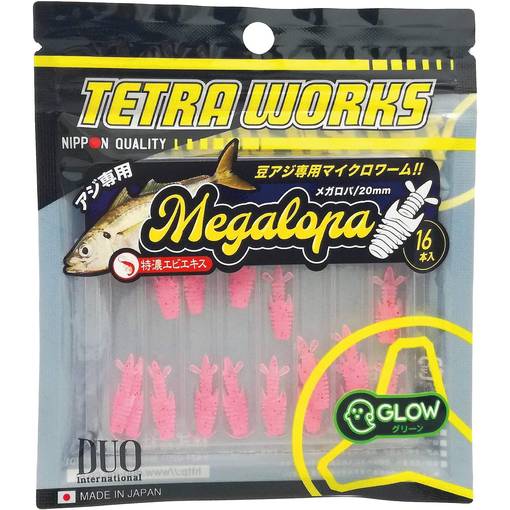 TETRA WORKS
NIPPON QUALITY
アジ専用
豆アジ専用マイクロワーム!!
メガロパ/20mm
Megalopa
16
本入
特濃エビエキス
GLOW
グリーン
DUO
International
MADE IN JAPAN